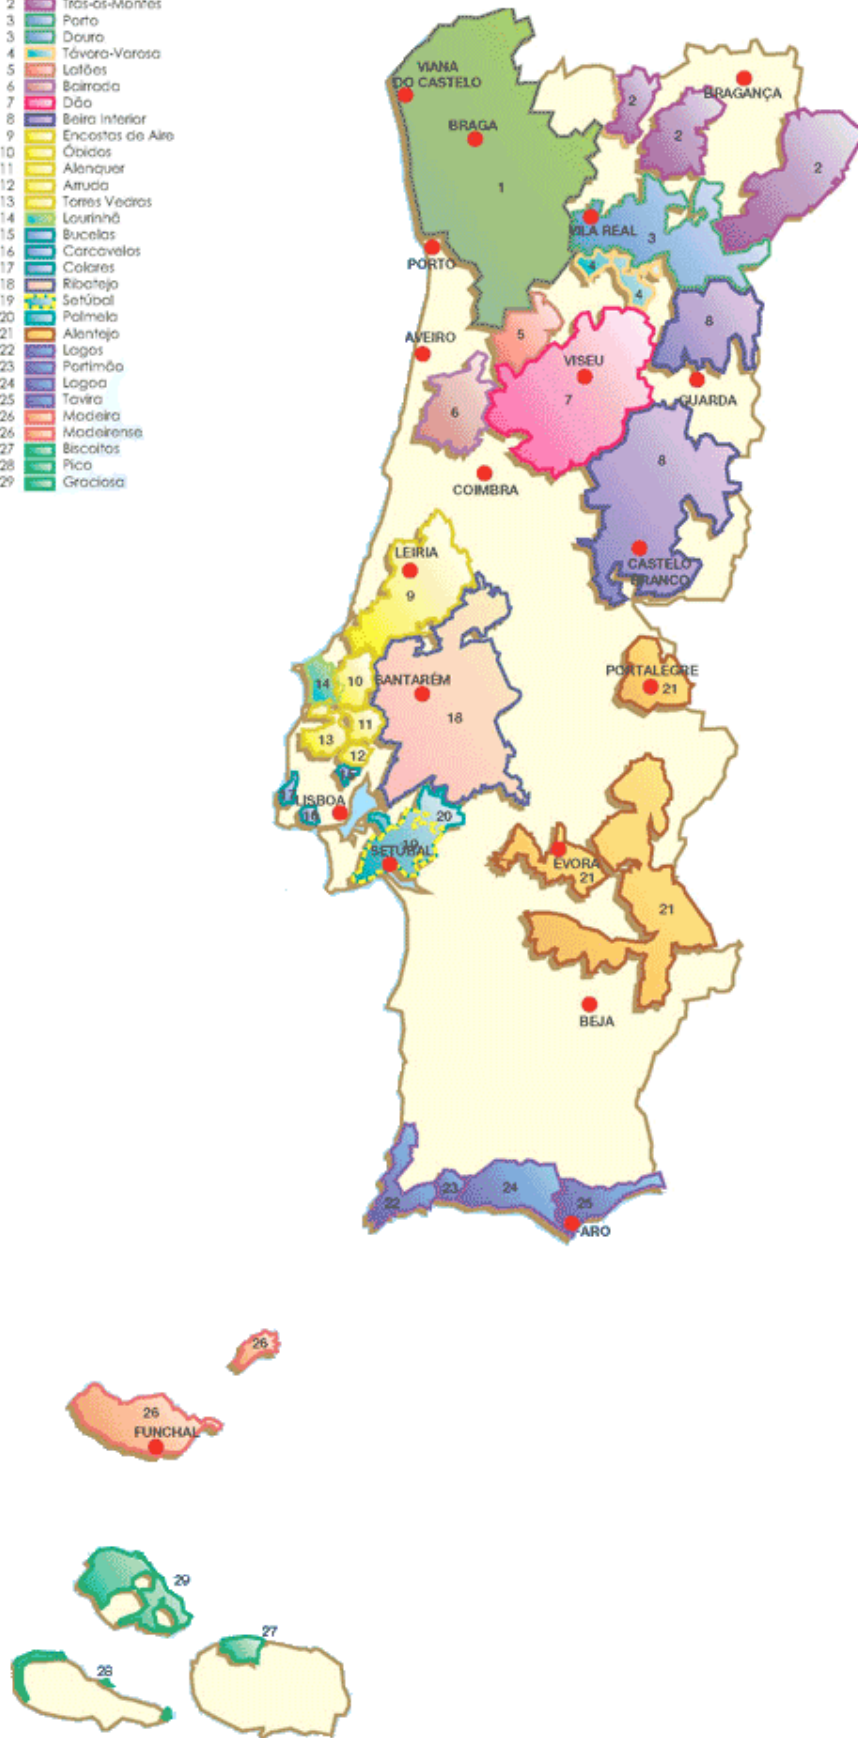 2 Trás-os-Montes
3 Porto
3 Douro
4 Távora-Varosa
5 Lafões
6 Bairrada
7 Dão
8 Beira Interior
9 Encostas de Aire
10 Óbidos
11 Alenquer
12 Arruda
13 Torres Vedras
14 Lourinhã
15 Bucelas
16 Carcavelos
17 Colares
18 Ribatejo
19 Setúbal
20 Palmela
21 Alentejo
22 Lagos
23 Portimão
24 Lagoa
25 Tavira
26 Madeira
26 Madeirense
27 Biscoitos
28 Pico
29 Graciosa
VIANA
DO CASTELO
BRAGANÇA
2
BRAGA
2
2
1
VILA REAL
3
PORTO
4
4
8
AVEIRO
5
VISEU
GUARDA
7
6
8
COIMBRA
LEIRIA
CASTELO
BRANCO
9
PORTALEGRE
21
SANTARÉM
14
10
18
11
13
12
15
17
LISBOA
16
20
19
SETÚBAL
ÉVORA
21
21
BEJA
22
23
24
25
ARO
26
26
FUNCHAL
29
27
28